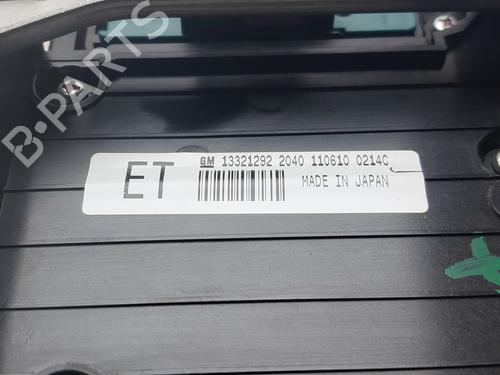 B-PARTS
ET
GM 13321292 2040 110610 0214C
MADE IN JAPAN